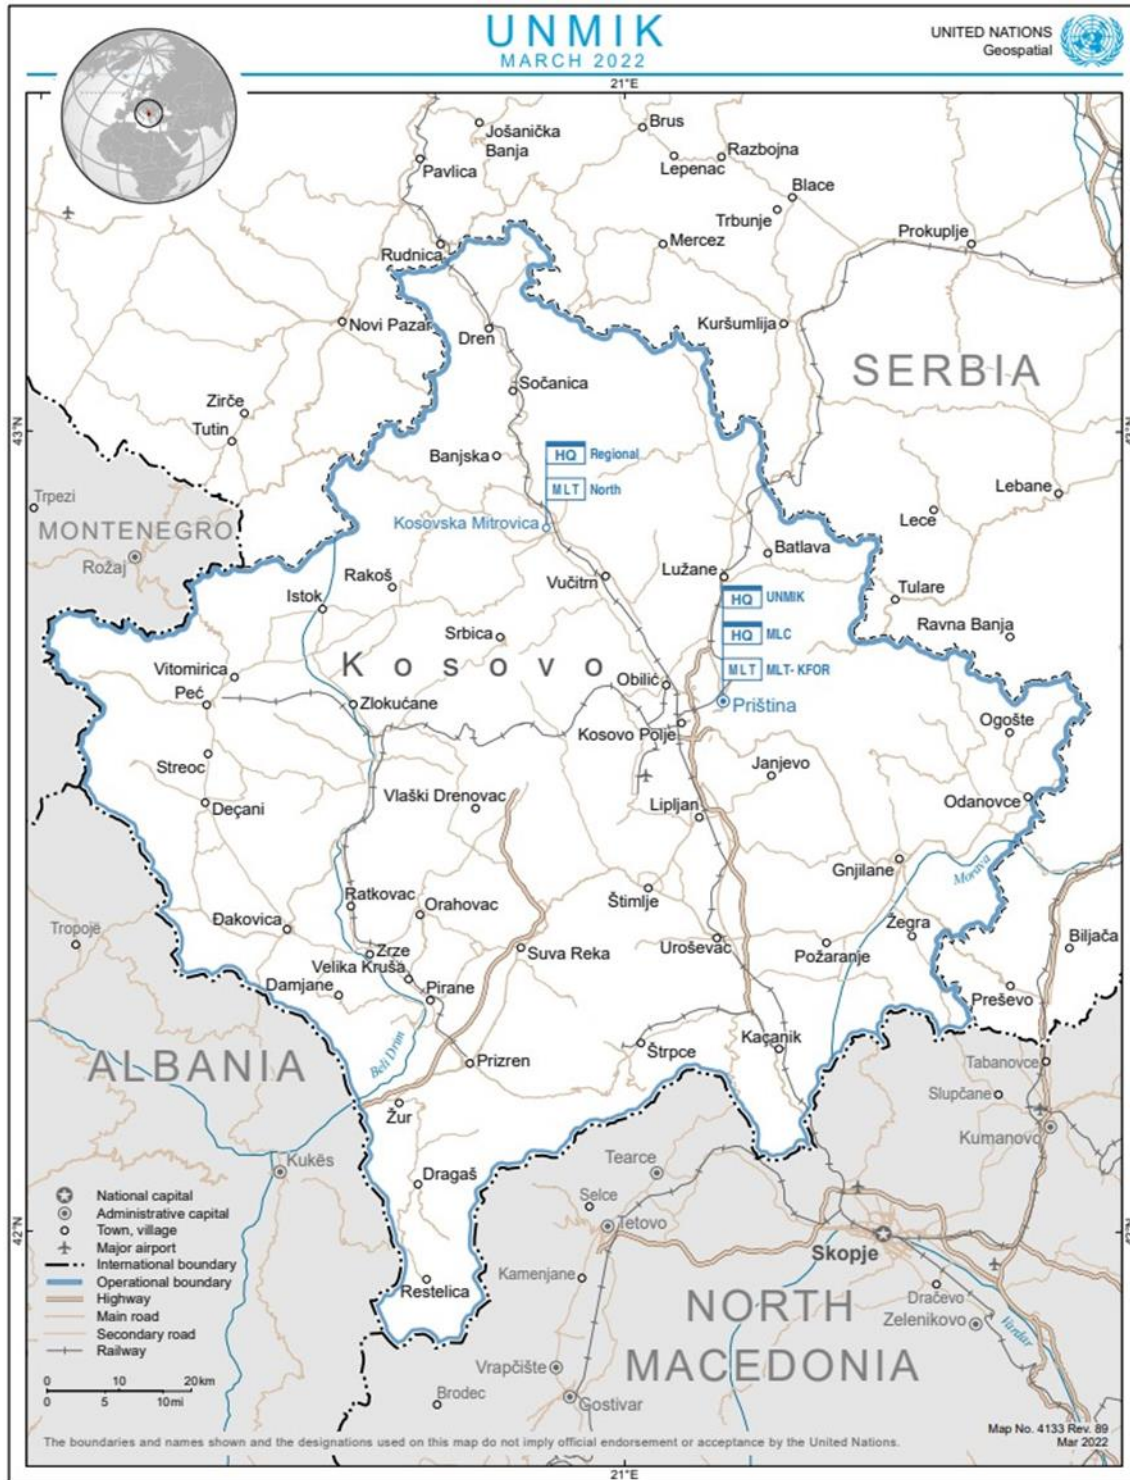 UNMIK
MARCH 2022
UNITED NATIONS
Geospatial
21°E
Jošanička
Banja
Brus
Pavlica
Lepenac
Razbojna
Blace
Trbunje
Rudnica
Mercez
Prokuplje
Novi Pazar
Dren
Kuršumlija
SERBIA
Sočanica
Zirče
Tutin
43°N
43°N
Banjska
HQ Regional
MLT North
Trpezi
Lebane
Lece
MONTENEGRO
Kosovska Mitrovica
Rožaj
Batlava
Rakoš
Vučitrn
Lužane
Istok
HQ UNMIK
Tulare
Srbica
HQ MLC
Ravna Banja
Kosovo
MLT MLT- KFOR
Vitomirica
Obilić
Peć
Zlokućane
Priština
Ogošte
Kosovo Polje
Streoc
Janjevo
Deçani
Vlaški Drenovac
Lipljan
Odanovce
Gnjilane
Morava
Ratkovac
Orahovac
Štimlje
Đakovica
Žegra
Tropojë
Zrze
Suva Reka
Uroševac
Požaranje
Biljača
Velika Kruša
Damjane
Pirane
Preševo
ALBANIA
Beli Drim
Prizren
Štrpce
Kaçanik
Tabanovce
Žur
Slupčane
Kumanovo
Kukës
Dragaš
Tearce
Selce
Tetovo
Skopje
42°N
42°N
Kamenjane
Restelica
Dračevo
Zelenikovo
Vardar
NORTH
MACEDONIA
Vrapčište
Gostivar
Brodec
National capital
Administrative capital
Town, village
Major airport
International boundary
Operational boundary
Highway
Main road
Secondary road
Railway
0 10 20km
0 5 10mi
The boundaries and names shown and the designations used on this map do not imply official endorsement or acceptance by the United Nations.
Map No. 4133 Rev. 89
Mar 2022
21°E